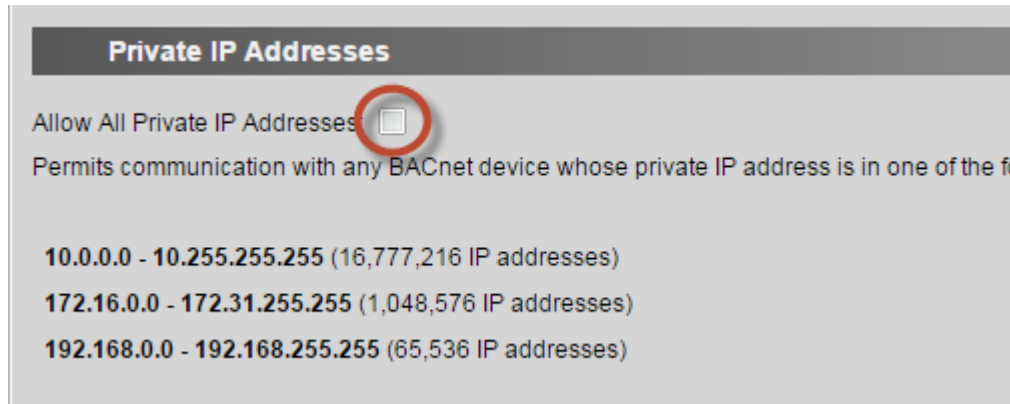 Private IP Addresses
Allow All Private IP Addresses
Permits communication with any BACnet device whose private IP address is in one of the
10.0.0.0 - 10.255.255.255 (16,777,216 IP addresses)
172.16.0.0 - 172.31.255.255 (1,048,576 IP addresses)
192.168.0.0 - 192.168.255.255 (65,536 IP addresses)